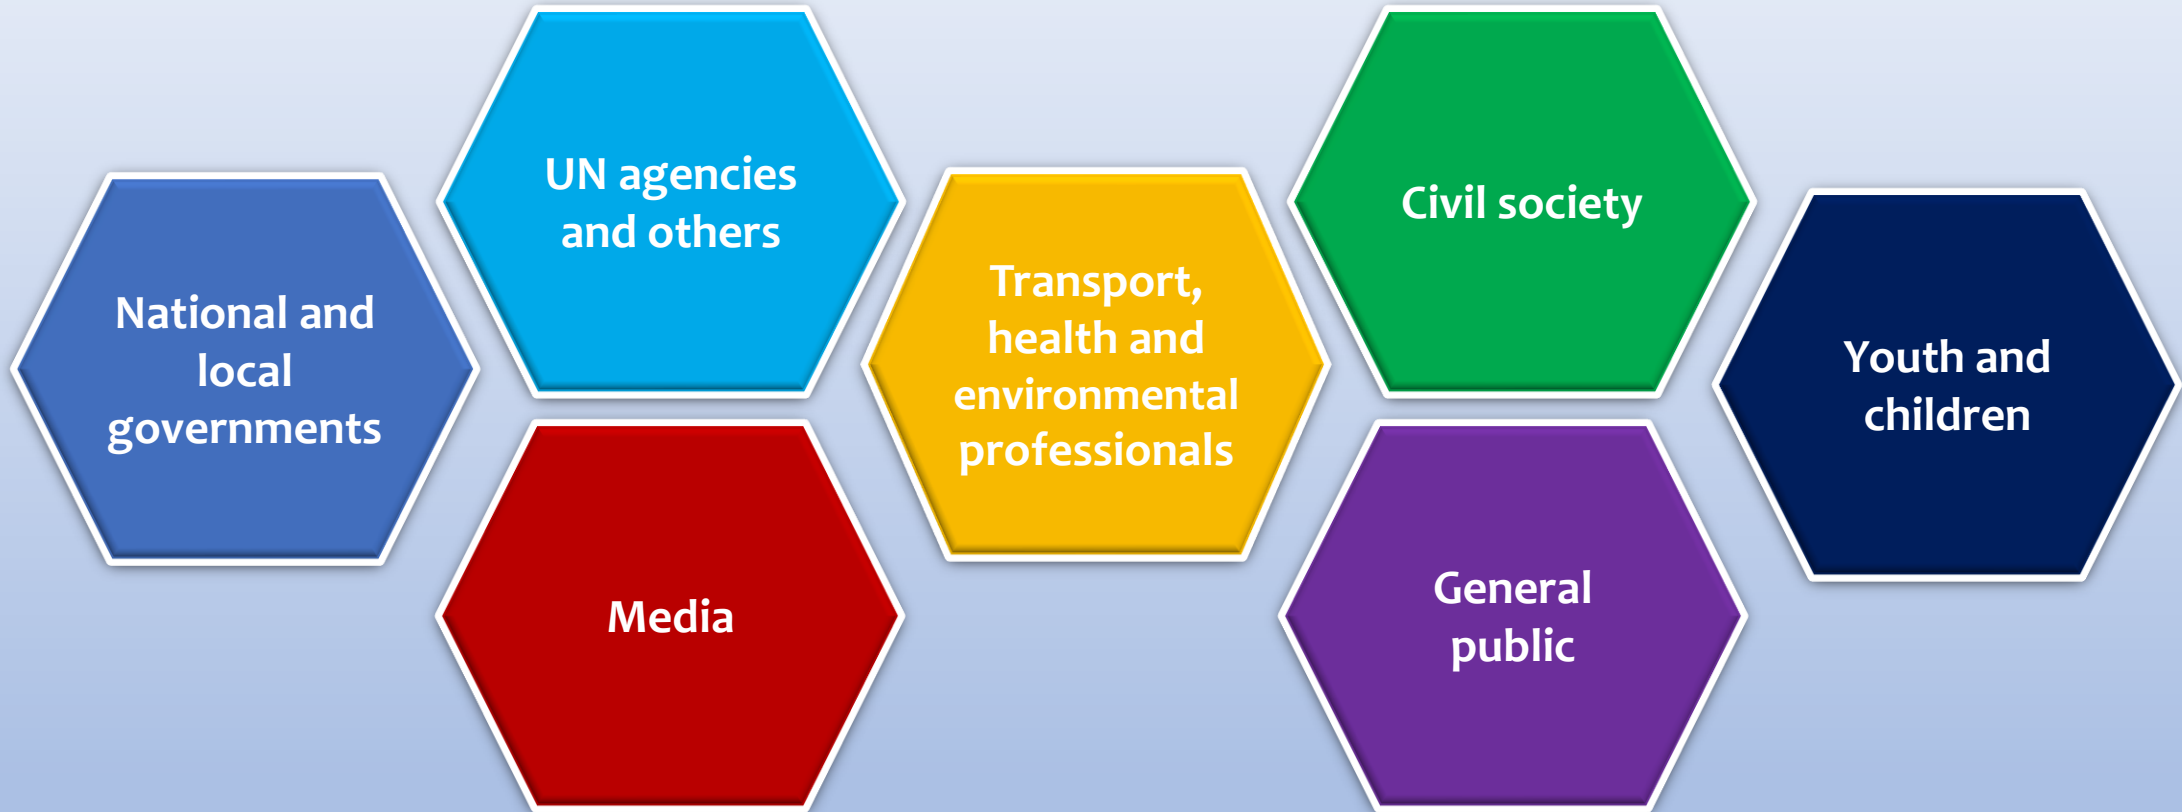 National and
local
governments
UN agencies
and others
Media
Transport,
health and
environmental
professionals
Civil society
General
public
Youth and
children